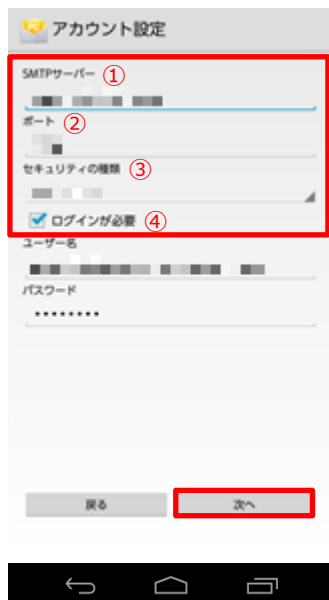 アカウント設定
SMTPサーバー ①
ポート ②
セキュリティの種類 ③
ログインが必要 ④
ユーザー名
パスワード
••••••••
戻る 次へ